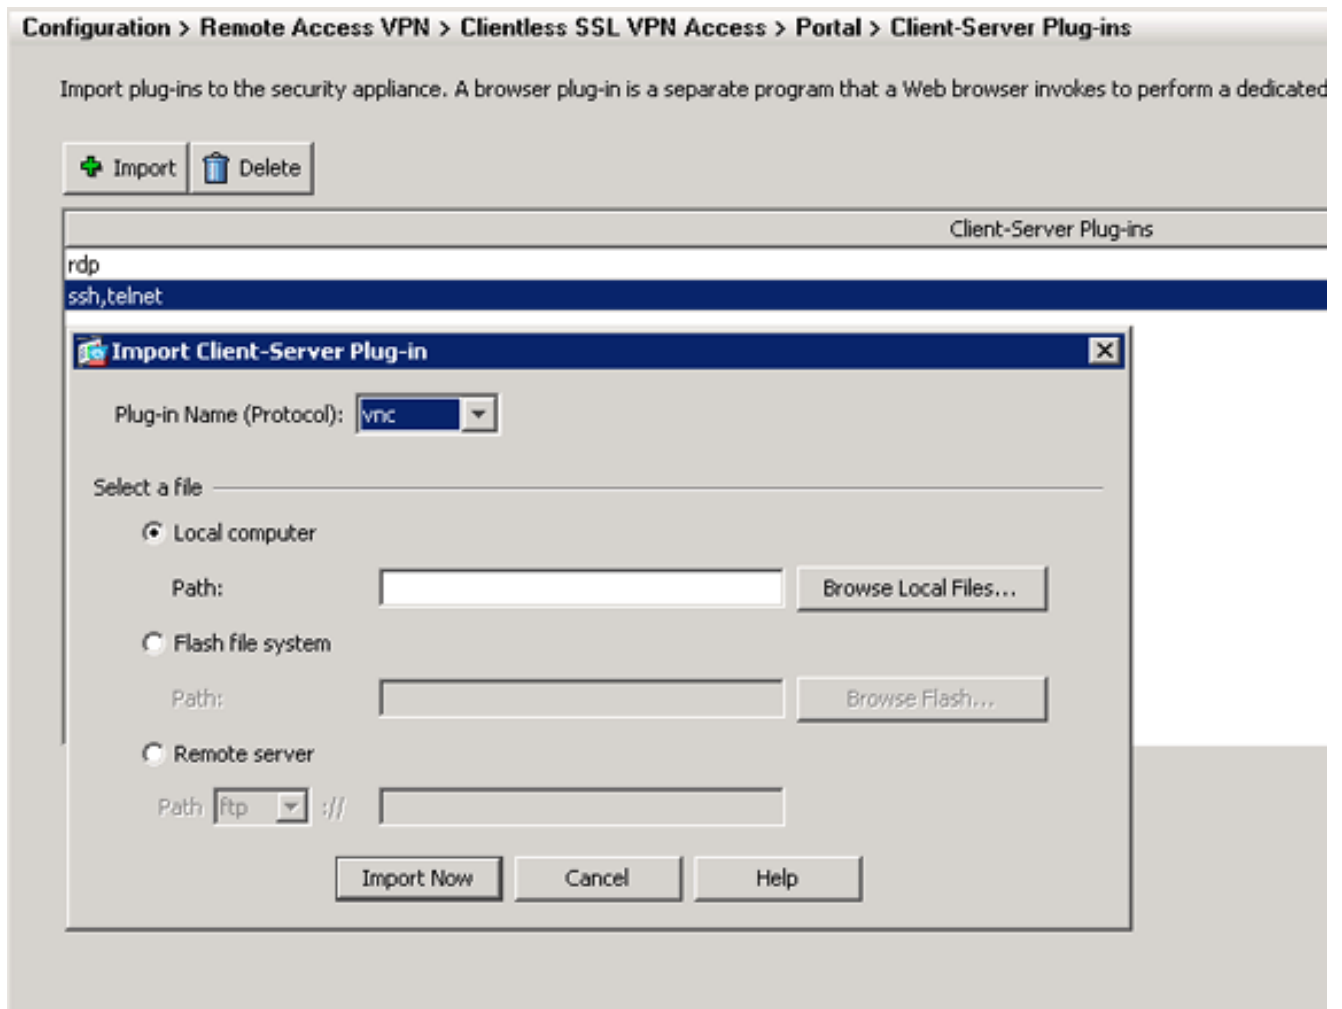 Configuration > Remote Access VPN > Clientless SSL VPN Access > Portal > Client-Server Plug-ins
Import plug-ins to the security appliance. A browser plug-in is a separate program that a Web browser invokes to perform a dedicated
Import Delete
Client-Server Plug-ins
rdp
ssh,telnet
Import Client-Server Plug-in
Plug-in Name (Protocol): vnc
Select a file
Local computer
Path: Browse Local Files...
Flash file system
Path: Browse Flash...
Remote server
Path ftp ://
Import Now Cancel Help